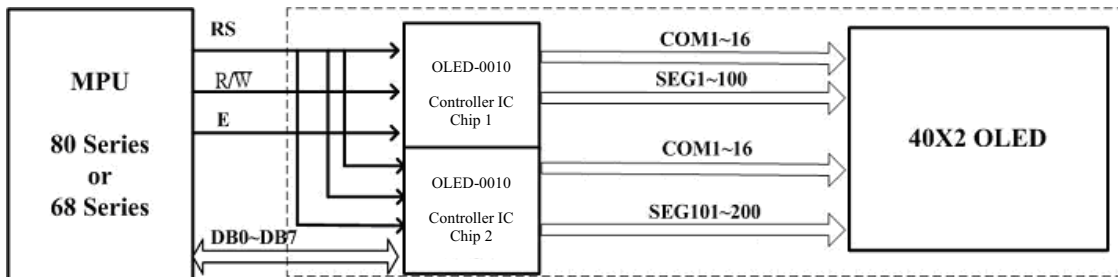 MPU
80 Series
or
68 Series
RS
R/W
E
DB0~DB7
OLED-0010
Controller IC
Chip 1
OLED-0010
Controller IC
Chip 2
COM1~16
SEG1~100
COM1~16
SEG101~200
40X2 OLED